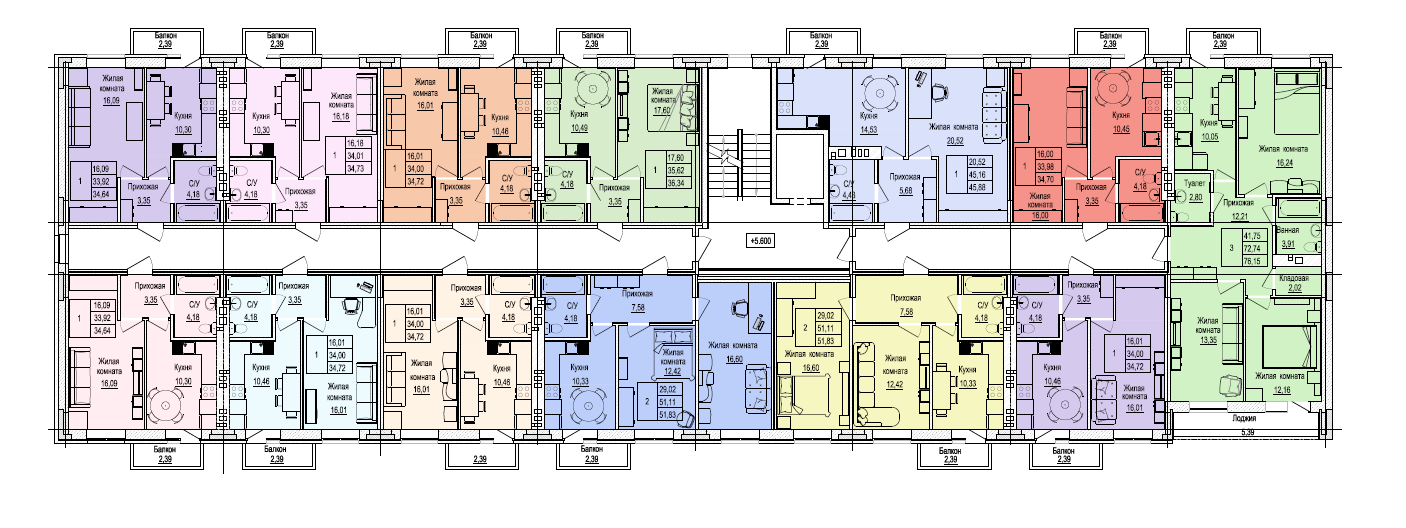 Балкон
2,39
Балкон
2,39
Балкон
2,39
Балкон
2,39
Балкон
2,39
Балкон
2,39
Балкон
2,39
Жилая
комната
16,09
Кухня
10,30
1
16,09
33,92
34,64
Прихожая
3,35
С/У
4,18
Кухня
10,30
Жилая
комната
16,18
1
16,18
34,01
34,73
С/У
4,18
Прихожая
3,35
Жилая
комната
16,01
Кухня
10,46
1
16,01
34,00
34,72
Прихожая
3,35
С/У
4,18
Кухня
10,49
Жилая
комната
17,60
1
17,60
35,62
36,34
С/У
4,18
Прихожая
3,35
Кухня
14,53
Жилая комната
20,52
1
20,52
45,16
45,88
С/У
4,43
Прихожая
5,68
Кухня
10,45
1
16,00
33,98
34,70
Прихожая
3,35
С/У
4,18
Жилая
комната
16,00
Кухня
10,05
Жилая комната
16,24
Туалет
2,80
Прихожая
12,21
Ванная
3,91
3
41,75
72,74
76,15
Кладовая
2,02
Жилая
комната
13,35
Жилая комната
12,16
Лоджия
5,39
+5.600
Прихожая
3,35
С/У
4,18
1
16,09
33,92
34,64
Жилая
комната
16,09
Кухня
10,30
С/У
4,18
Прихожая
3,35
1
16,01
34,00
34,72
Кухня
10,46
Жилая
комната
16,01
Прихожая
3,35
С/У
4,18
1
16,01
34,00
34,72
Жилая
комната
16,01
Кухня
10,46
С/У
4,18
Прихожая
7,58
Кухня
10,33
Жилая
комната
12,42
2
29,02
51,11
51,83
Жилая комната
16,60
2
29,02
51,11
51,83
Жилая комната
16,60
Прихожая
7,58
С/У
4,18
Жилая
комната
12,42
Кухня
10,33
С/У
4,18
Прихожая
3,35
1
16,01
34,00
34,72
Кухня
10,46
Жилая
комната
16,01
Балкон
2,39
Балкон
2,39
2,39
Балкон
2,39
Балкон
2,39
Балкон
2,39